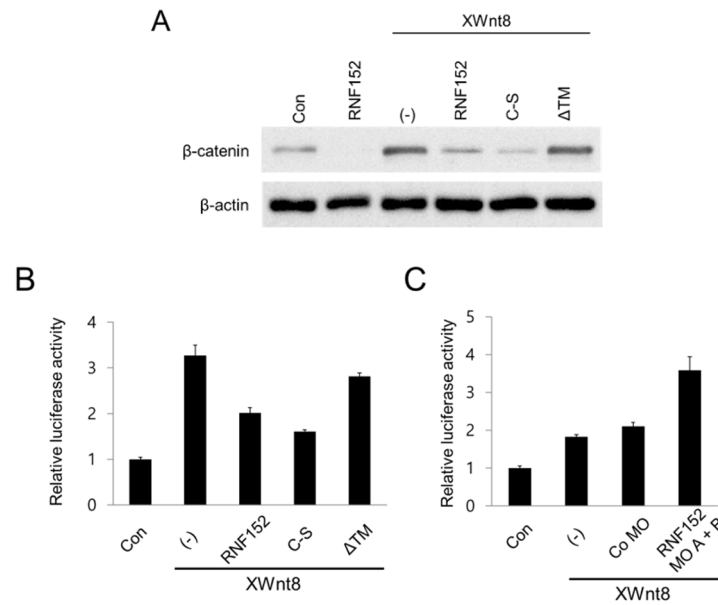 A
XWnt8
Con
RNF152
(-)
RNF152
C-S
ΔTM
β-catenin
β-actin
B
Relative luciferase activity
4
3
2
1
0
Con
(-)
RNF152
C-S
ΔTM
XWnt8
C
Relative luciferase activity
5
4
3
2
1
0
Con
(-)
Co MO
RNF152
MO A +
XWnt8